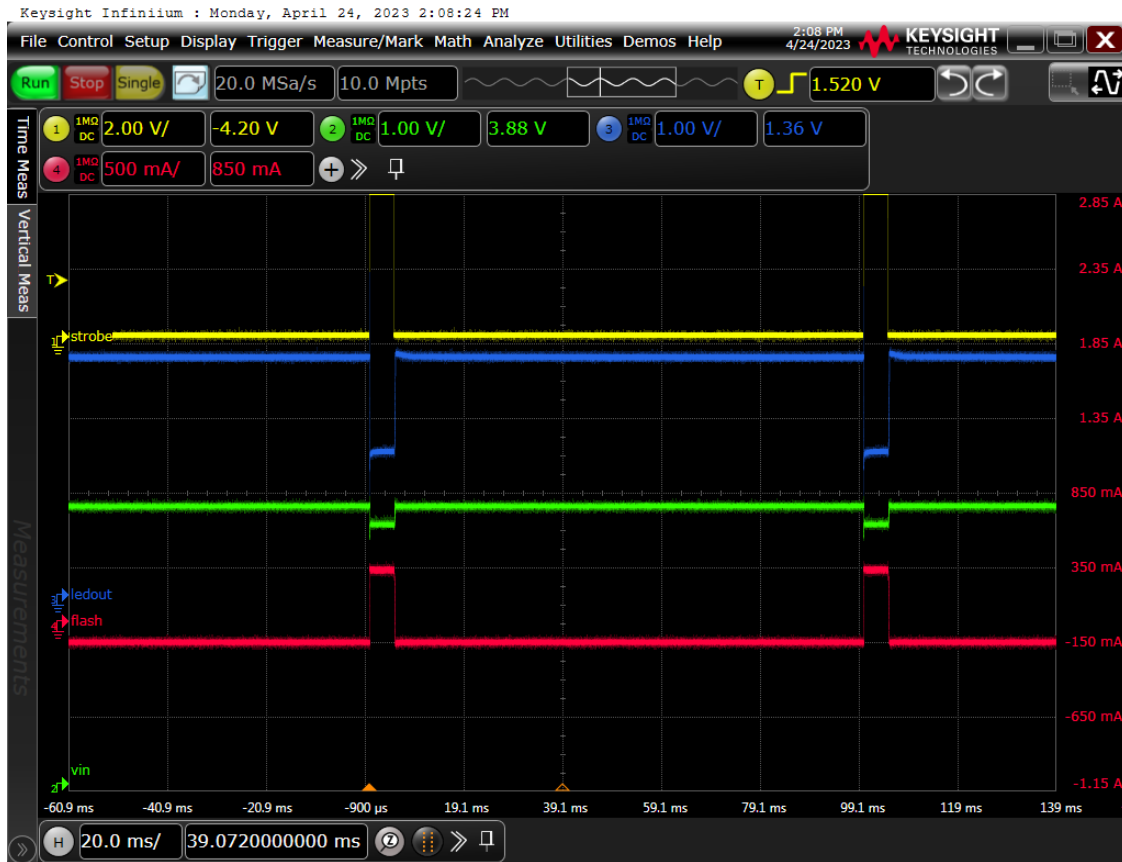 Keysight Infiniium : Monday, April 24, 2023 2:08:24 PM
File Control Setup Display Trigger Measure/Mark Math Analyze Utilities Demos Help
2:08 PM
4/24/2023
KEYSIGHT
TECHNOLOGIES
X
Run Stop Single 20.0 MSa/s 10.0 Mpts T 1.520 V
Time Meas
Vertical Meas
Measurements
1 1MΩ DC 2.00 V/ -4.20 V 2 1MΩ DC 1.00 V/ 3.88 V 3 1MΩ DC 1.00 V/ 1.36 V
4 1MΩ DC 500 mA/ 850 mA +
2.85 A
2.35 A
T
1 strobe
1.85 A
1.35 A
850 mA
350 mA
3 ledout
4 flash
-150 mA
-650 mA
vin
2
-1.15 A
-60.9 ms -40.9 ms -20.9 ms -900 µs 19.1 ms 39.1 ms 59.1 ms 79.1 ms 99.1 ms 119 ms 139 ms
H 20.0 ms/ 39.0720000000 ms Z